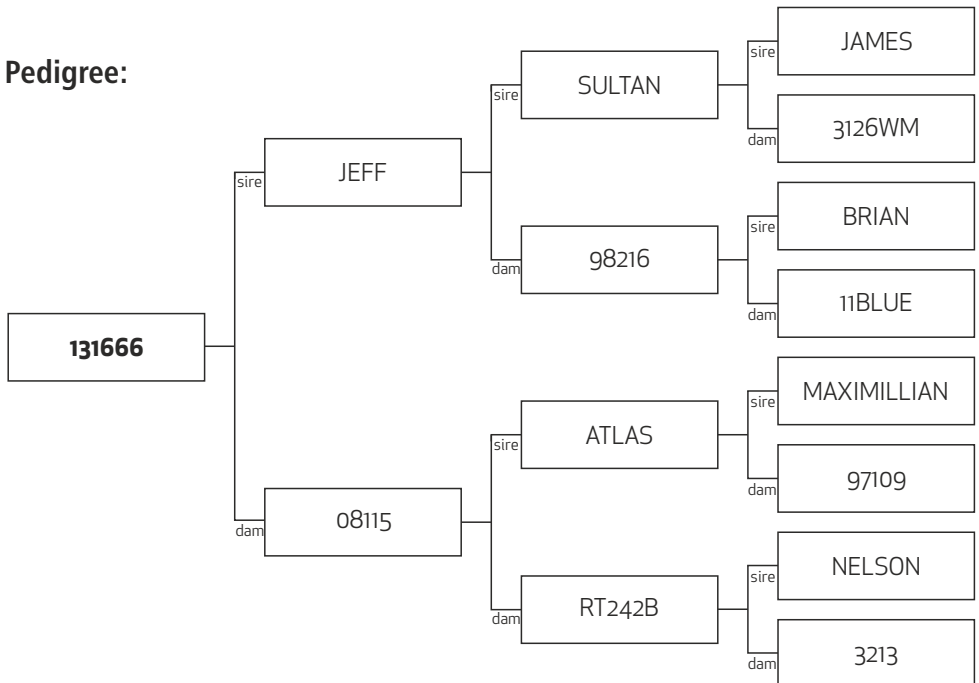 JAMES
sire
Pedigree:
SULTAN
sire
3126WM
dam
JEFF
sire
BRIAN
sire
98216
dam
11BLUE
dam
131666
MAXIMILLIAN
sire
ATLAS
sire
97109
dam
08115
dam
NELSON
sire
RT242B
dam
3213
dam